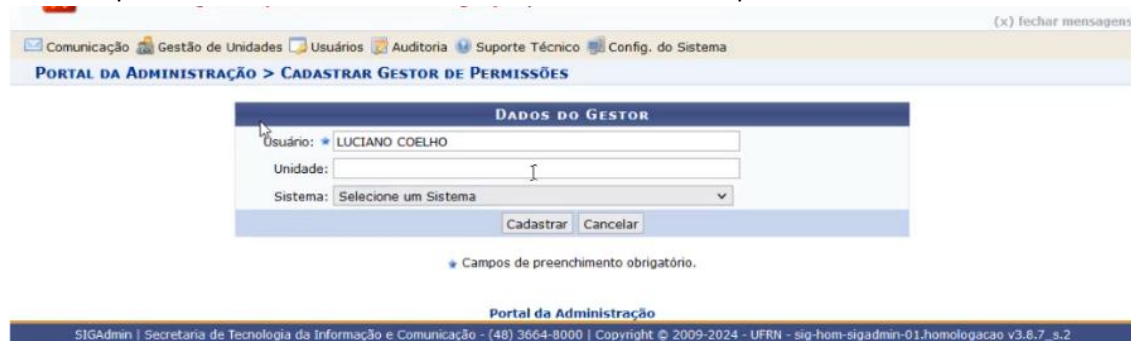 (x) fechar mensagens
Comunicação Gestão de Unidades Usuários Auditoria Suporte Técnico Config. do Sistema
PORTAL DA ADMINISTRAÇÃO > CADASTRAR GESTOR DE PERMISSÕES
DADOS DO GESTOR
Usuário: LUCIANO COELHO
Unidade:
Sistema: Selecione um Sistema
Cadastrar Cancelar
Campos de preenchimento obrigatório.
Portal da Administração
SIGAdmin | Secretaria de Tecnologia da Informação e Comunicação - (48) 3664-8000 | Copyright © 2009-2024 - UFRN - sig-hom-sigadmin-01.homologacao v3.8.7_s.2